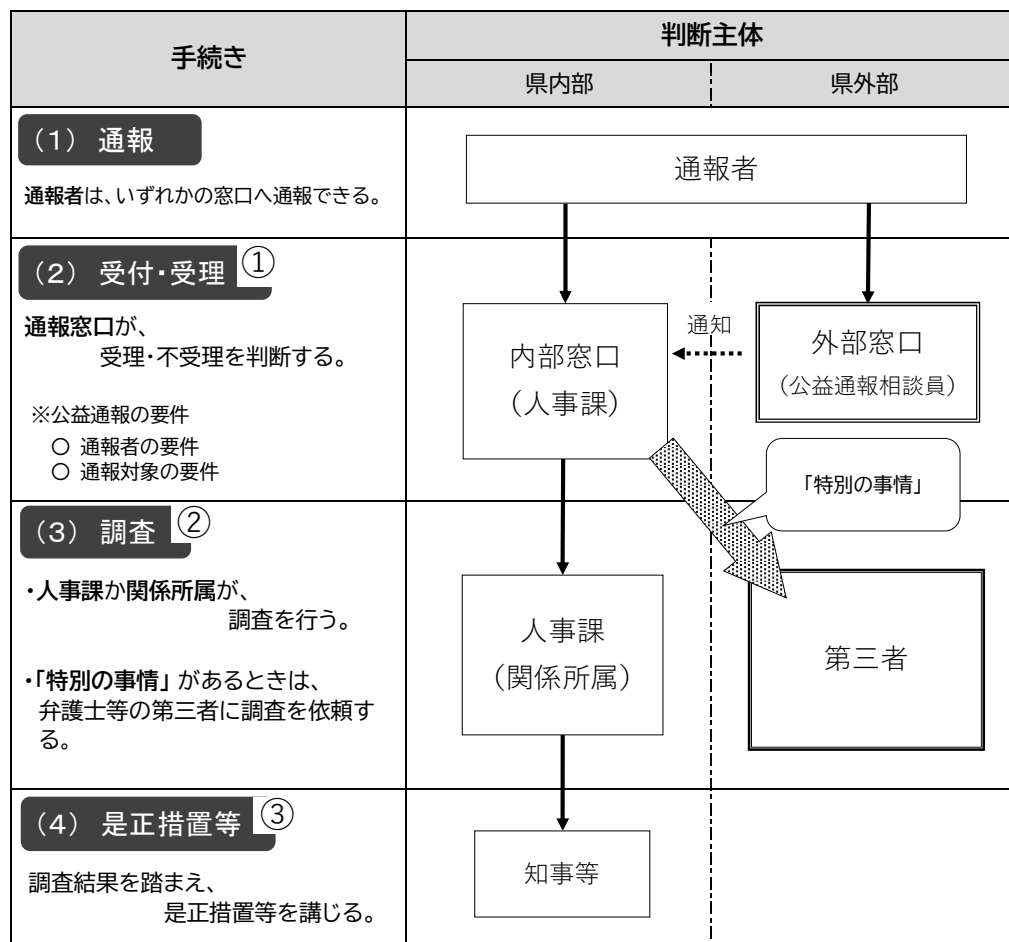 手続き
判断主体
県内部
県外部
(1) 通報
通報者は、いずれかの窓口へ通報できる。
通報者
(2) 受付・受理 ①
通報窓口が、
受理・不受理を判断する。
※公益通報の要件
○ 通報者の要件
○ 通報対象の要件
内部窓口
(人事課)
通知
外部窓口
(公益通報相談員)
「特別の事情」
(3) 調査 ②
・人事課か関係所属が、
調査を行う。
・「特別の事情」があるときは、
弁護士等の第三者に調査を依頼す
る。
人事課
(関係所属)
第三者
(4) 是正措置等 ③
調査結果を踏まえ、
是正措置等を講じる。
知事等